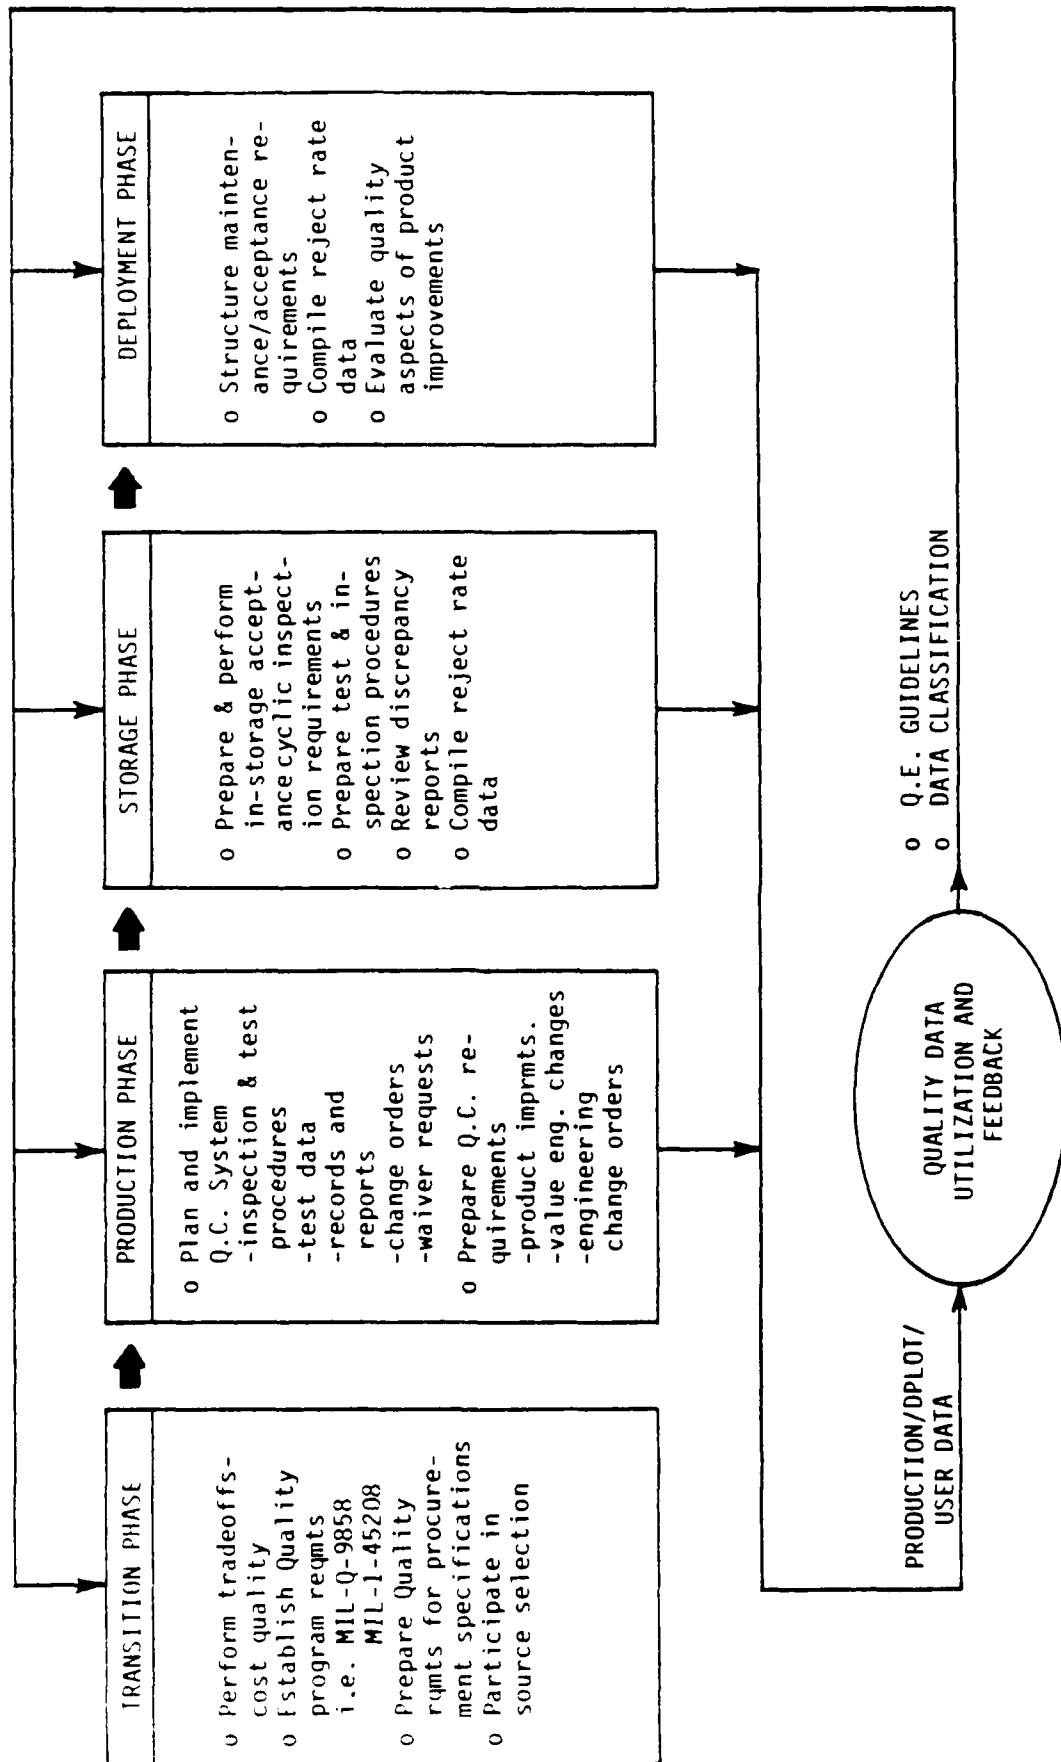 TRANSITION PHASE
o Perform tradeoffs-
cost quality
o Establish Quality
program reqmts
i.e. MIL-Q-9858
MIL-I-45208
o Prepare Quality
rqmts for procure-
ment specifications
o Participate in
source selection
PRODUCTION PHASE
o Plan and implement
Q.C. System
-inspection & test
procedures
-test data
-records and
reports
-change orders
-waiver requests
o Prepare Q.C. re-
quirements
-product imprmts.
-value eng. changes
-engineering
change orders
STORAGE PHASE
o Prepare & perform
in-storage accept-
ance cyclic inspect-
ion requirements
o Prepare test & in-
spection procedures
o Review discrepancy
reports
o Compile reject rate
data
DEPLOYMENT PHASE
o Structure mainten-
ance/acceptance re-
quirements
o Compile reject rate
data
o Evaluate quality
aspects of product
improvements
PRODUCTION/DPLOT/
USER DATA
QUALITY DATA
UTILIZATION AND
FEEDBACK
o Q.E. GUIDELINES
o DATA CLASSIFICATION